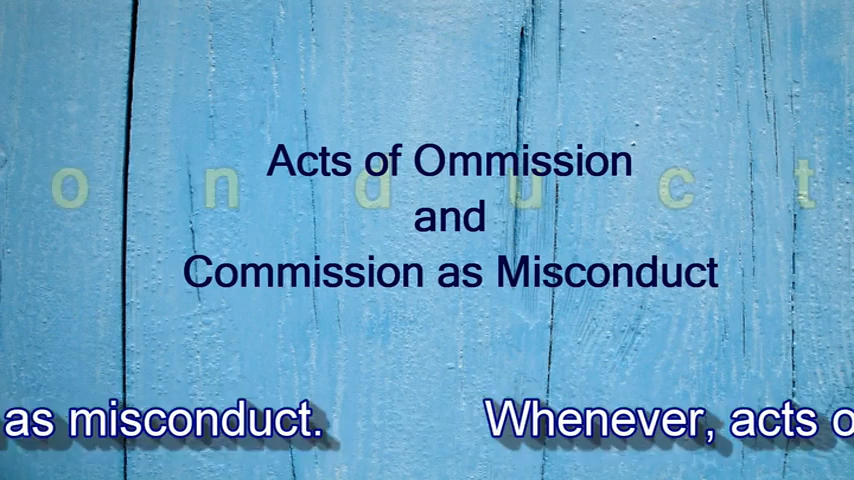 Acts of Ommission
o n d u c t
and
Commission as Misconduct
as misconduct. Whenever, acts o